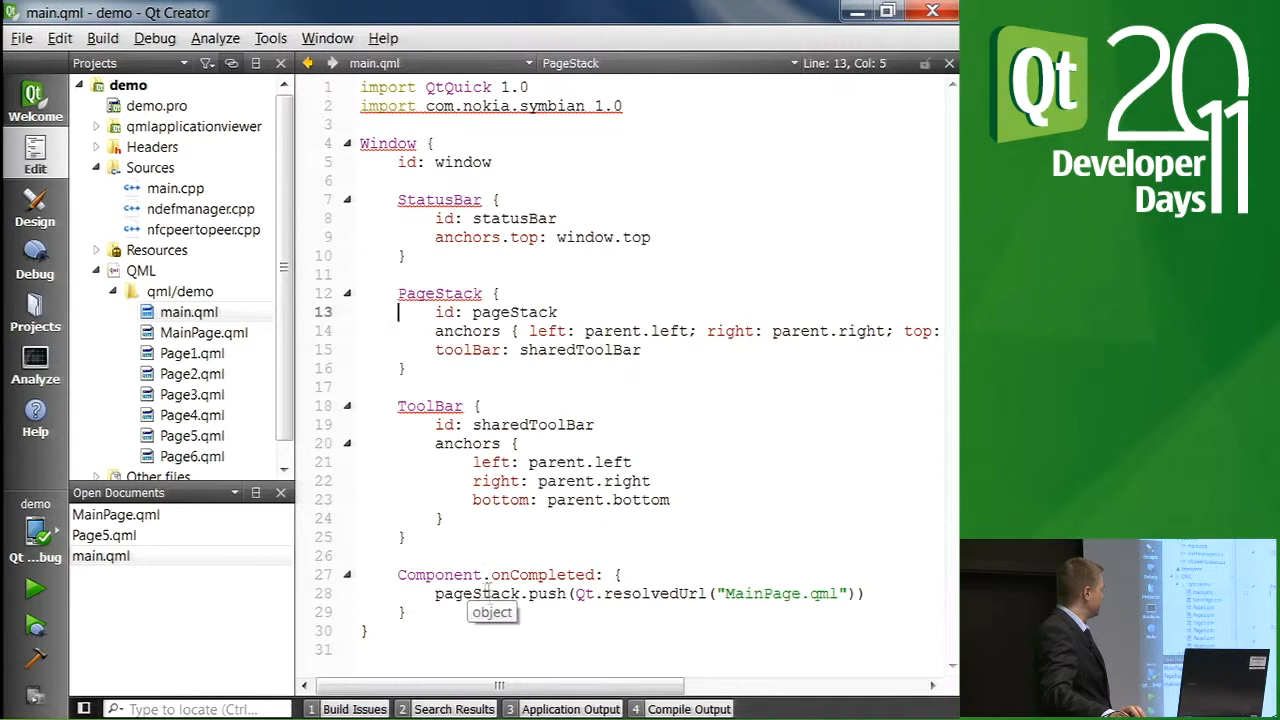 main.qml - demo - Qt Creator
File Edit Build Debug Analyze Tools Window Help
Projects
main.qml
PageStack
Line: 13, Col: 5
Welcome
Edit
Design
Debug
Projects
Analyze
Help
demo
Qt ...bug
demo
demo.pro
qmlapplicationviewer
Headers
Sources
main.cpp
ndefmanager.cpp
nfcpeertopeer.cpp
Resources
QML
qml/demo
main.qml
MainPage.qml
Page1.qml
Page2.qml
Page3.qml
Page4.qml
Page5.qml
Page6.qml
Other files
Open Documents
MainPage.qml
Page5.qml
main.qml
1 import QtQuick 1.0
2 import com.nokia.symbian 1.0
3
4 Window {
5 id: window
6
7 StatusBar {
8 id: statusBar
9 anchors.top: window.top
10 }
11
12 PageStack {
13 id: pageStack
14 anchors { left: parent.left; right: parent.right; top:
15 toolBar: sharedToolBar
16 }
17
18 ToolBar {
19 id: sharedToolBar
20 anchors {
21 left: parent.left
22 right: parent.right
23 bottom: parent.bottom
24 }
25 }
26
27 Component.onCompleted: {
28 pageStack.push(Qt.resolvedUrl("MainPage.qml"))
29 }
object
30 }
31
Type to locate (Ctrl...
1 Build Issues 2 Search Results 3 Application Output 4 Compile Output
Qt 2011
Developer
Days